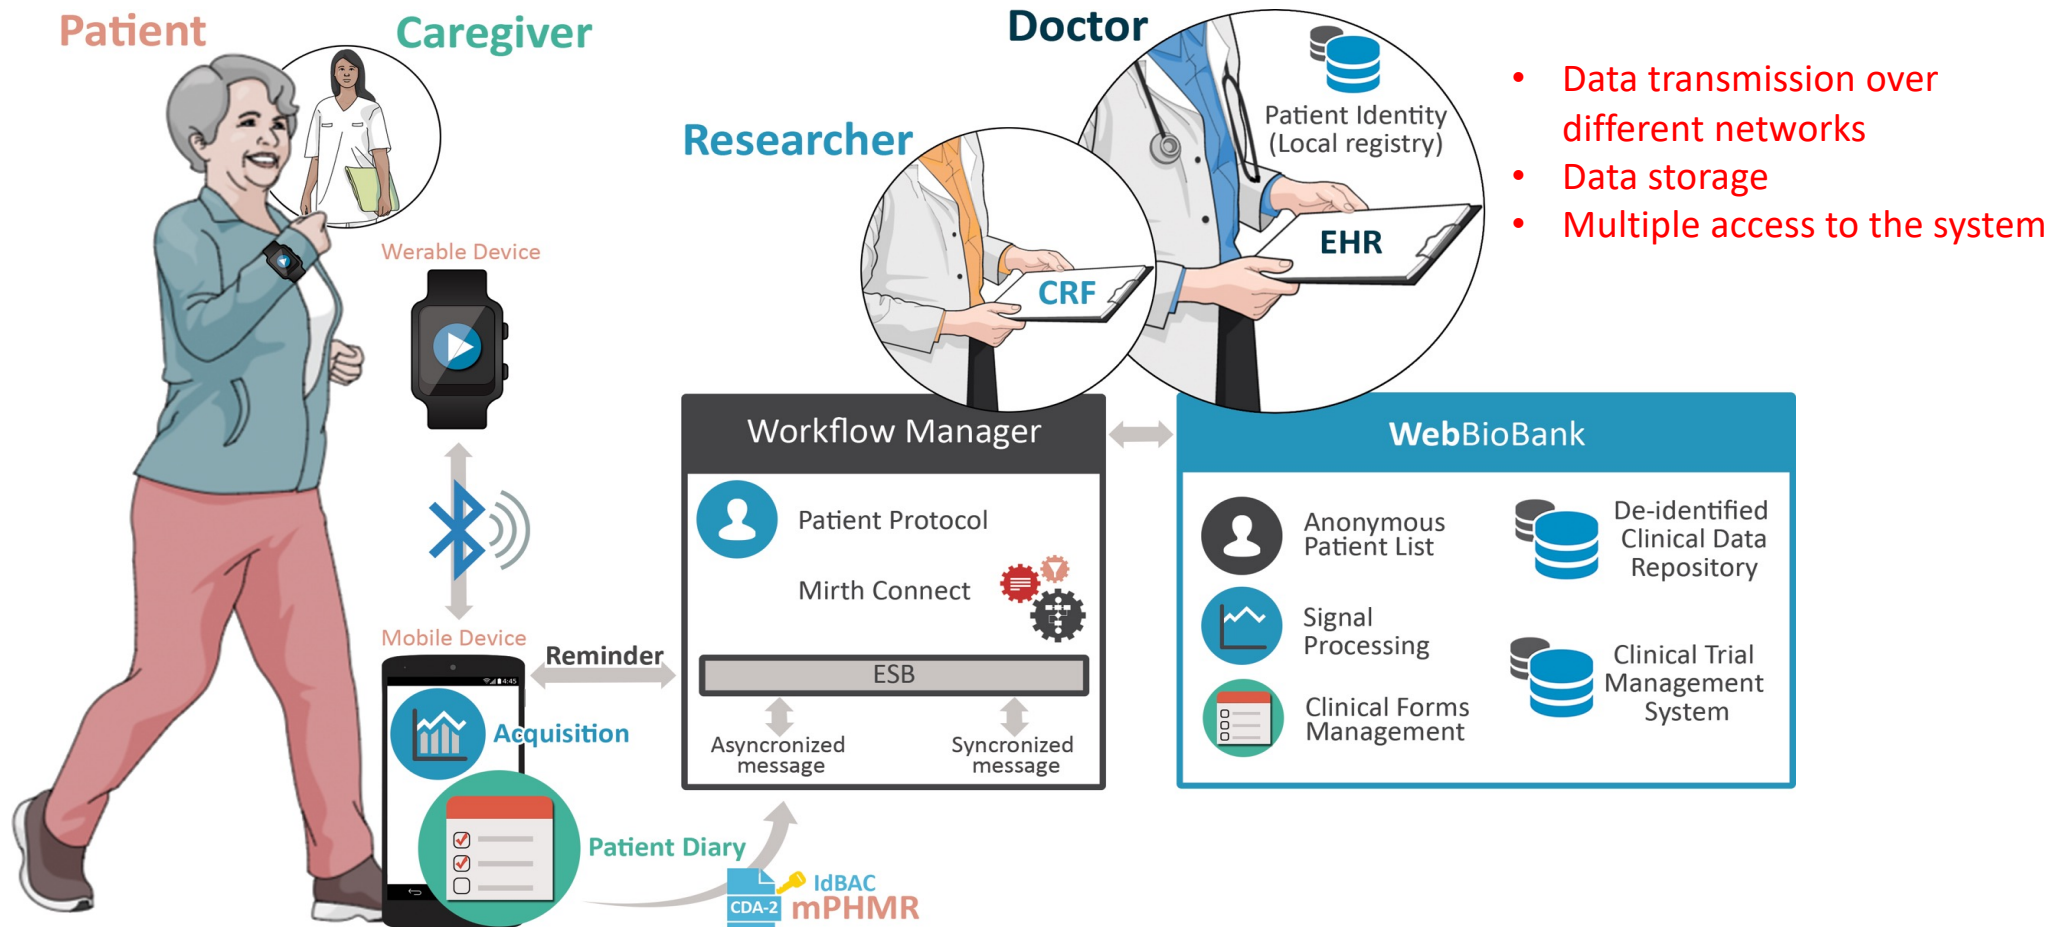 Patient
Caregiver
Doctor
Researcher
Patient Identity
(Local registry)
• Data transmission over
different networks
• Data storage
• Multiple access to the system
EHR
CRF
Werable Device
Mobile Device
4:45
Reminder
Acquisition
Patient Diary
CDA-2
IdBAC
mPHMR
Workflow Manager
Patient Protocol
Mirth Connect
ESB
Asyncronized
message
Syncronized
message
WebBioBank
Anonymous
Patient List
Signal
Processing
Clinical Forms
Management
De-identified
Clinical Data
Repository
Clinical Trial
Management
System